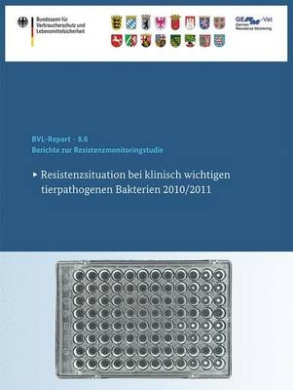 Bundesamt für
Verbraucherschutz und
Lebensmittelsicherheit
GE Vet
German
Resistance Monitoring
BVL-Report · 8.6
Berichte zur Resistenzmonitoringstudie
▸ Resistenzsituation bei klinisch wichtigen
tierpathogenen Bakterien 2010/2011